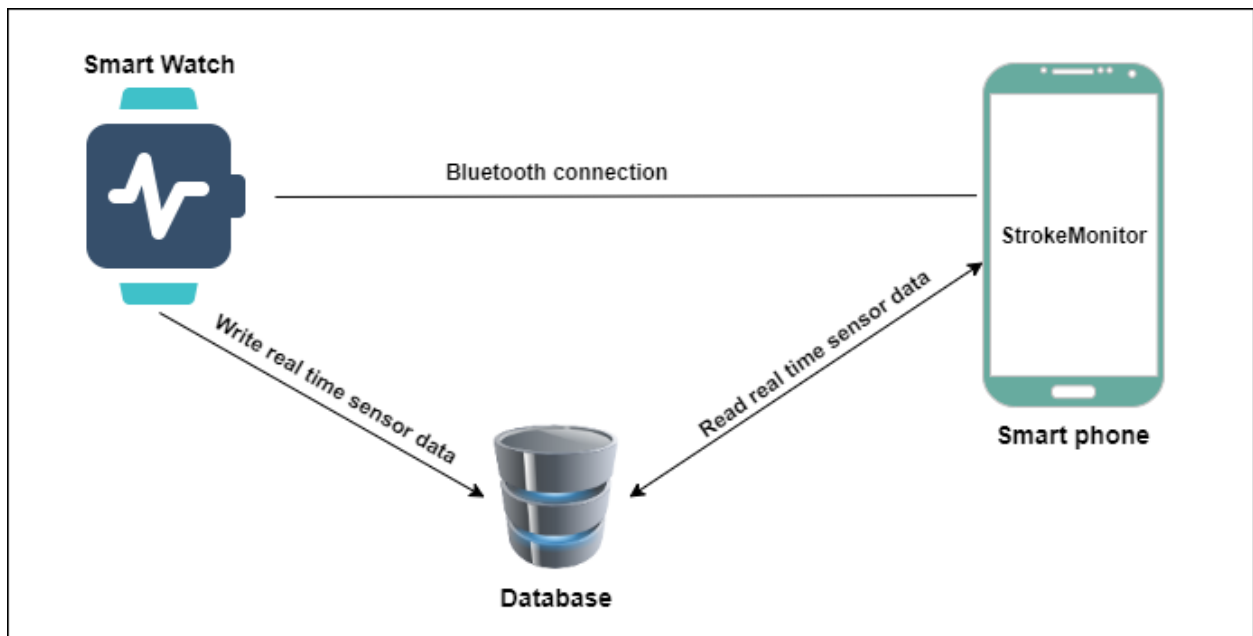 Smart Watch
Bluetooth connection
StrokeMonitor
Write real time sensor data
Read real time sensor data
Smart phone
Database